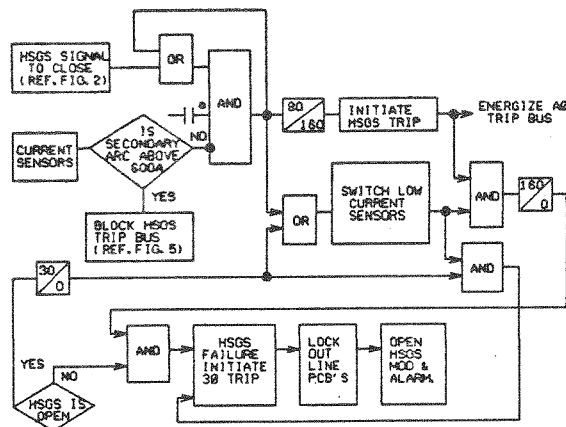 HSGS SIGNAL
TO CLOSE
(REF. FIG. 2)
OR
AND
a
NO
CURRENT
SENSORS
IS
SECONDARY
ARC ABOVE
600A
YES
BLOCK HSGS
TRIP BUS
(REF. FIG. 5)
80
160
INITIATE
HSGS TRIP
ENERGIZE A0
TRIP BUS
OR
SWITCH LOW
CURRENT
SENSORS
AND
160
0
AND
30
0
YES
NO
HSGS IS
OPEN
AND
HSGS
FAILURE
INITIATE
30 TRIP
LOCK
OUT
LINE
PCB'S
OPEN
HSGS
MOD &
ALARM.